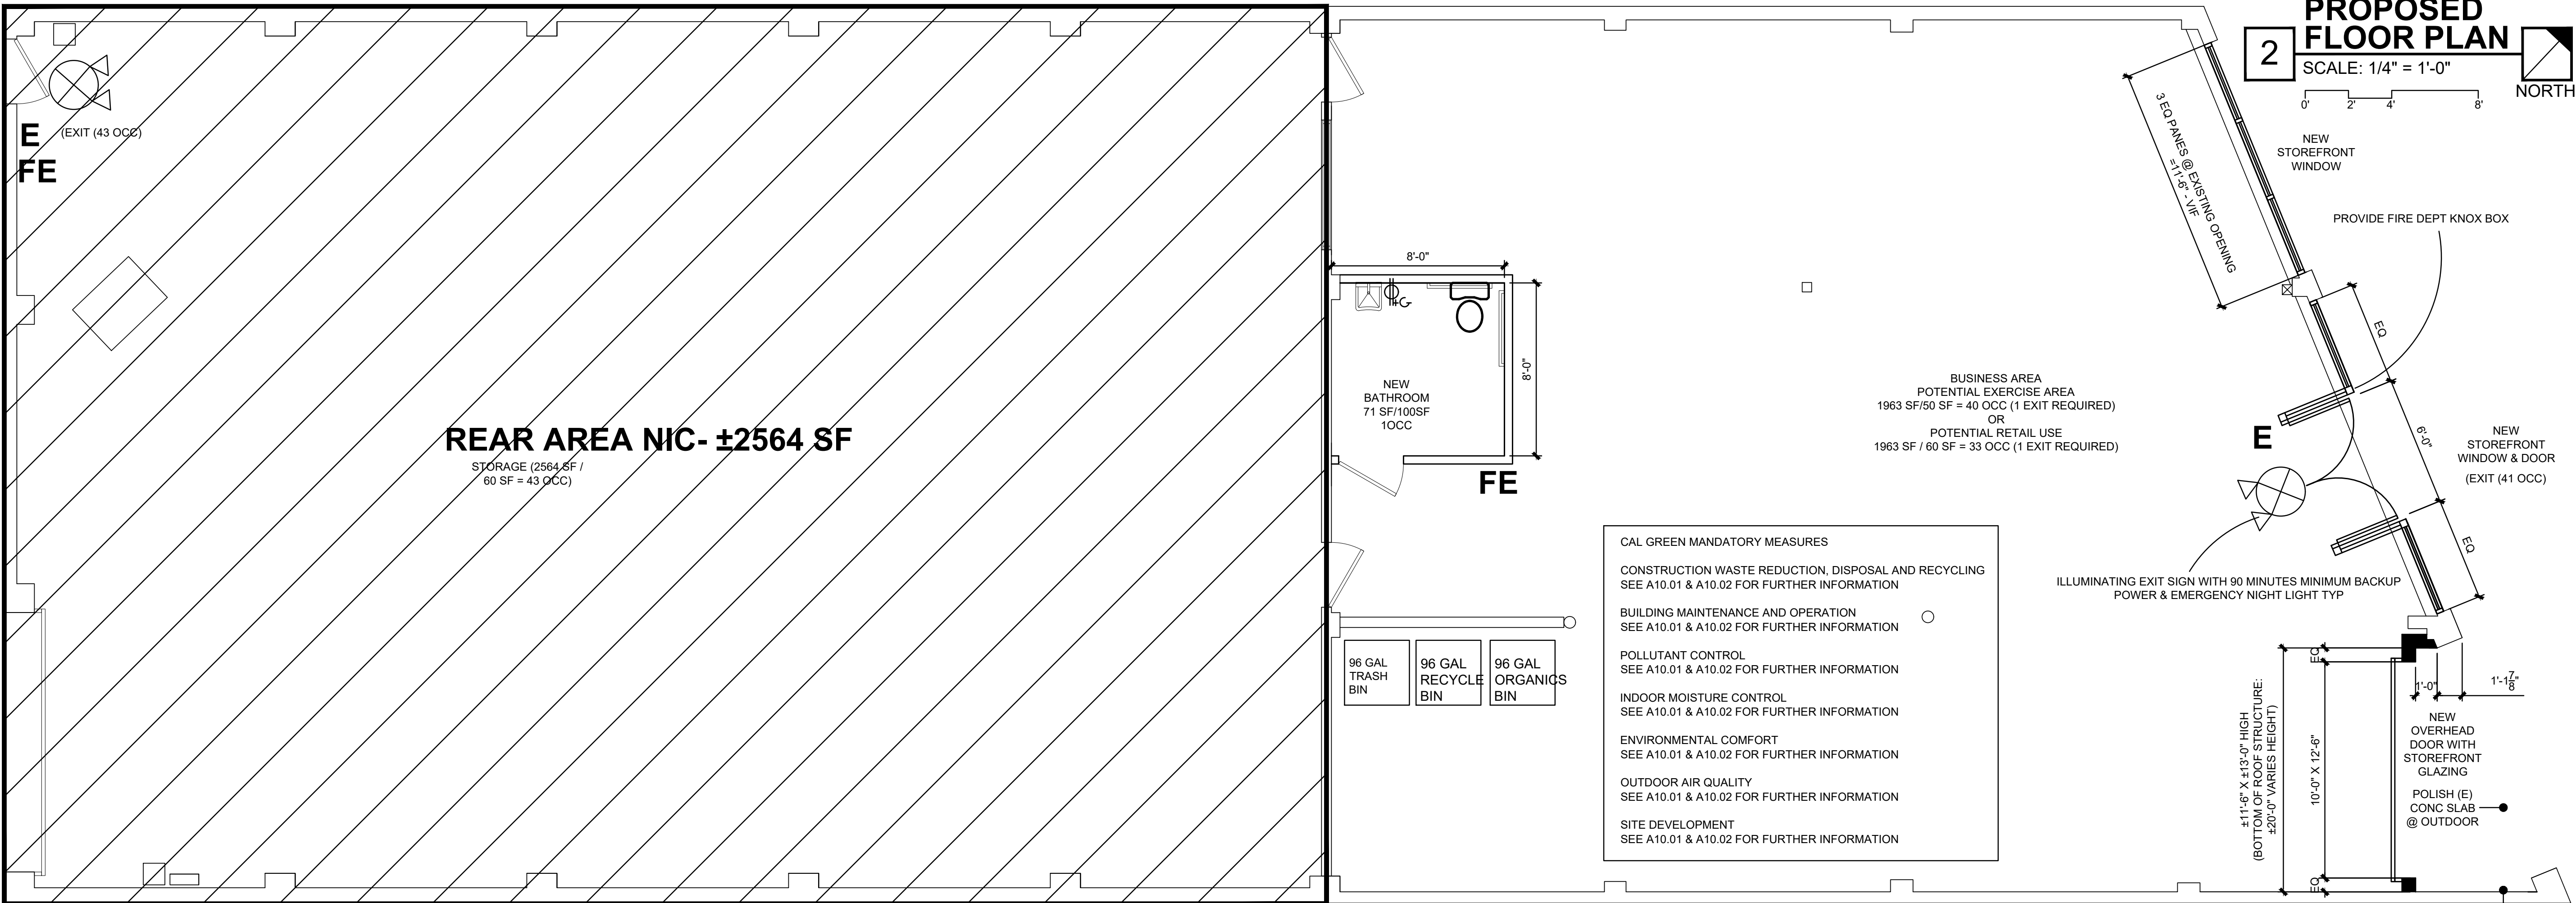 PROPOSED
FLOOR PLAN
2
SCALE: 1/4" = 1'-0"
0'
2'
4'
8'
NORTH
E
(EXIT (43 OCC)
FE
REAR AREA NIC- ±2564 SF
STORAGE (2564 SF /
60 SF = 43 OCC)
8'-0"
8'-0"
NEW
BATHROOM
71 SF/100SF
1OCC
FE
BUSINESS AREA
POTENTIAL EXERCISE AREA
1963 SF/50 SF = 40 OCC (1 EXIT REQUIRED)
OR
POTENTIAL RETAIL USE
1963 SF / 60 SF = 33 OCC (1 EXIT REQUIRED)
3 EQ PANES @ EXISTING OPENING
=11'-6" - VIF
NEW
STOREFRONT
WINDOW
PROVIDE FIRE DEPT KNOX BOX
EQ
6'-0"
EQ
E
NEW
STOREFRONT
WINDOW & DOOR
(EXIT (41 OCC)
ILLUMINATING EXIT SIGN WITH 90 MINUTES MINIMUM BACKUP
POWER & EMERGENCY NIGHT LIGHT TYP
96 GAL
TRASH
BIN
96 GAL
RECYCLE
BIN
96 GAL
ORGANICS
BIN
CAL GREEN MANDATORY MEASURES
CONSTRUCTION WASTE REDUCTION, DISPOSAL AND RECYCLING
SEE A10.01 & A10.02 FOR FURTHER INFORMATION
BUILDING MAINTENANCE AND OPERATION
SEE A10.01 & A10.02 FOR FURTHER INFORMATION
POLLUTANT CONTROL
SEE A10.01 & A10.02 FOR FURTHER INFORMATION
INDOOR MOISTURE CONTROL
SEE A10.01 & A10.02 FOR FURTHER INFORMATION
ENVIRONMENTAL COMFORT
SEE A10.01 & A10.02 FOR FURTHER INFORMATION
OUTDOOR AIR QUALITY
SEE A10.01 & A10.02 FOR FURTHER INFORMATION
SITE DEVELOPMENT
SEE A10.01 & A10.02 FOR FURTHER INFORMATION
±11'-6" X ±13'-0" HIGH
(BOTTOM OF ROOF STRUCTURE:
±20'-0" VARIES HEIGHT)
EQ
10'-0" X 12'-6"
EQ
1'-0"
1'-1 7/8"
NEW
OVERHEAD
DOOR WITH
STOREFRONT
GLAZING
POLISH (E)
CONC SLAB
@ OUTDOOR